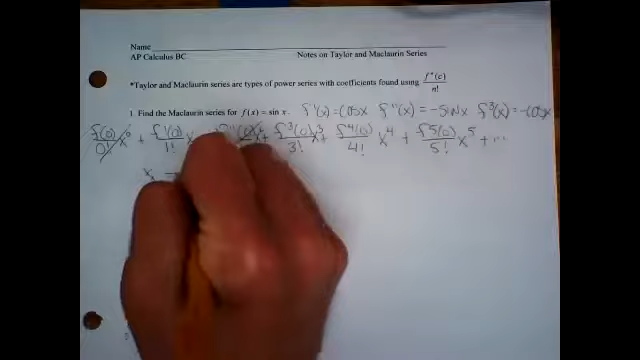 Name
AP Calculus BC Notes on Taylor and Maclaurin Series
*Taylor and Maclaurin series are types of power series with coefficients found using fⁿ(c)/n!
1. Find the Maclaurin series for f(x) = sin x. f'(x) = cos x f''(x) = -sin x f³(x) = -cos x
f(0)/0! x⁰ + f'(0)/1! x (0) + f³(0)/3! x³ + f⁴(0)/4! x⁴ + f⁵(0)/5! x⁵ + ...